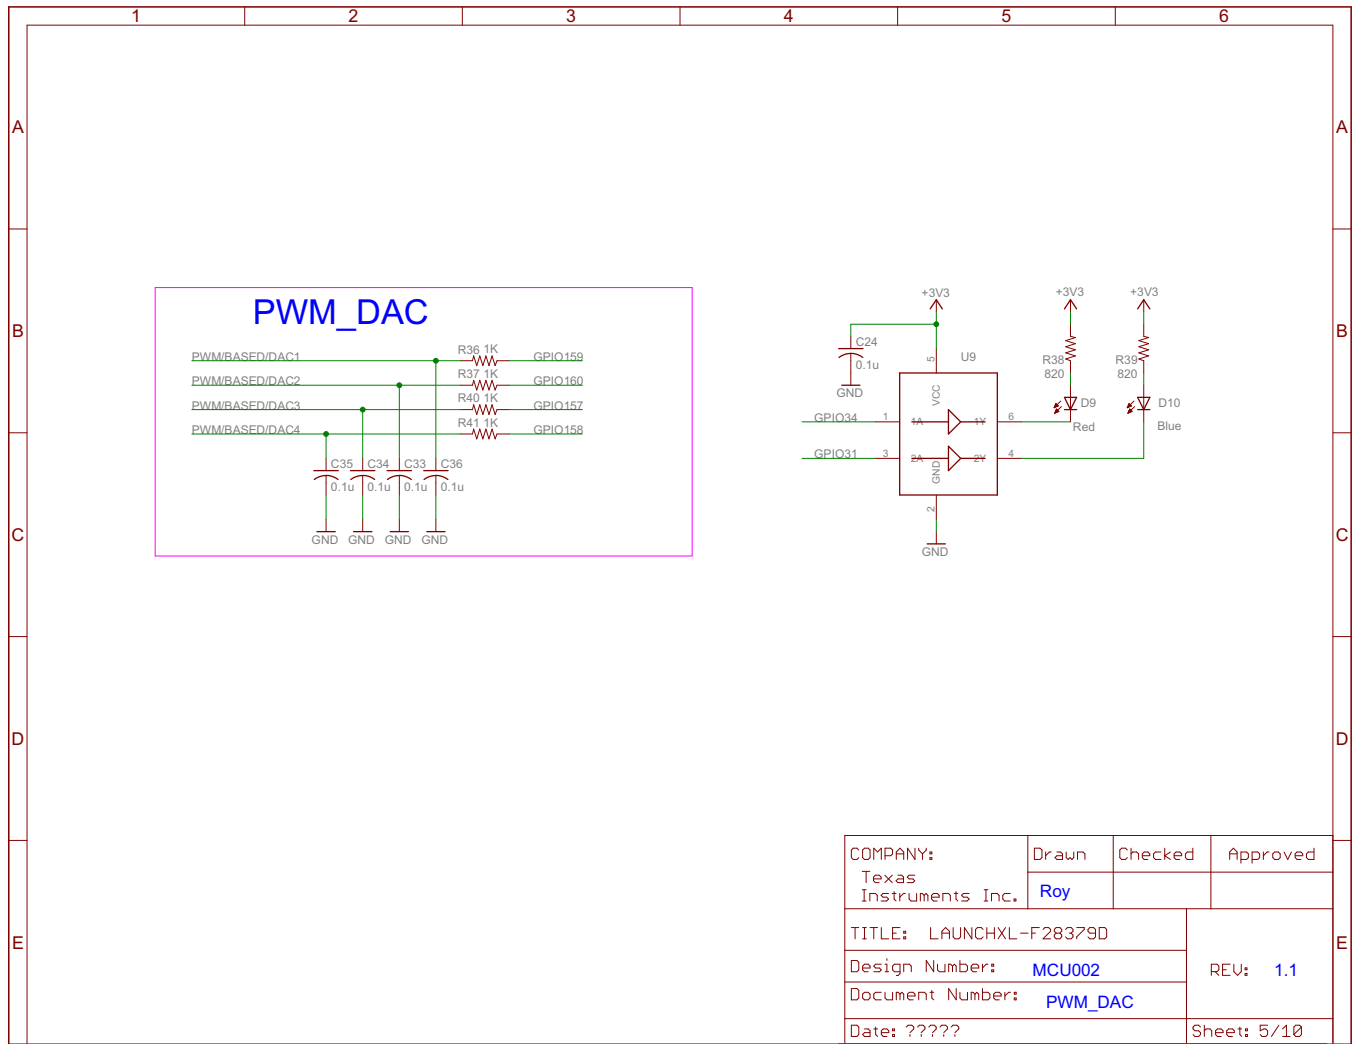 1 2 3 4 5 6
A A
B B
C C
D D
E E
PWM_DAC
PWM/BASED/DAC1 R36 1K GPIO159
PWM/BASED/DAC2 R37 1K GPIO160
PWM/BASED/DAC3 R40 1K GPIO157
PWM/BASED/DAC4 R41 1K GPIO158
C35 C34 C33 C36
0.1u 0.1u 0.1u 0.1u
GND GND GND GND
+3V3 +3V3 +3V3
C24
0.1u
GND
5 U9
VCC
R38
820
R39
820
D9
Red
D10
Blue
GPIO34 1 1A 1Y 6
GPIO31 3 2A 2Y 4
GND
2
GND
COMPANY:
Texas
Instruments Inc.
Drawn Checked Approved
Roy
TITLE: LAUNCHXL-F28379D
Design Number: MCU002
REV: 1.1
Document Number: PWM_DAC
Date: ?????
Sheet: 5/10